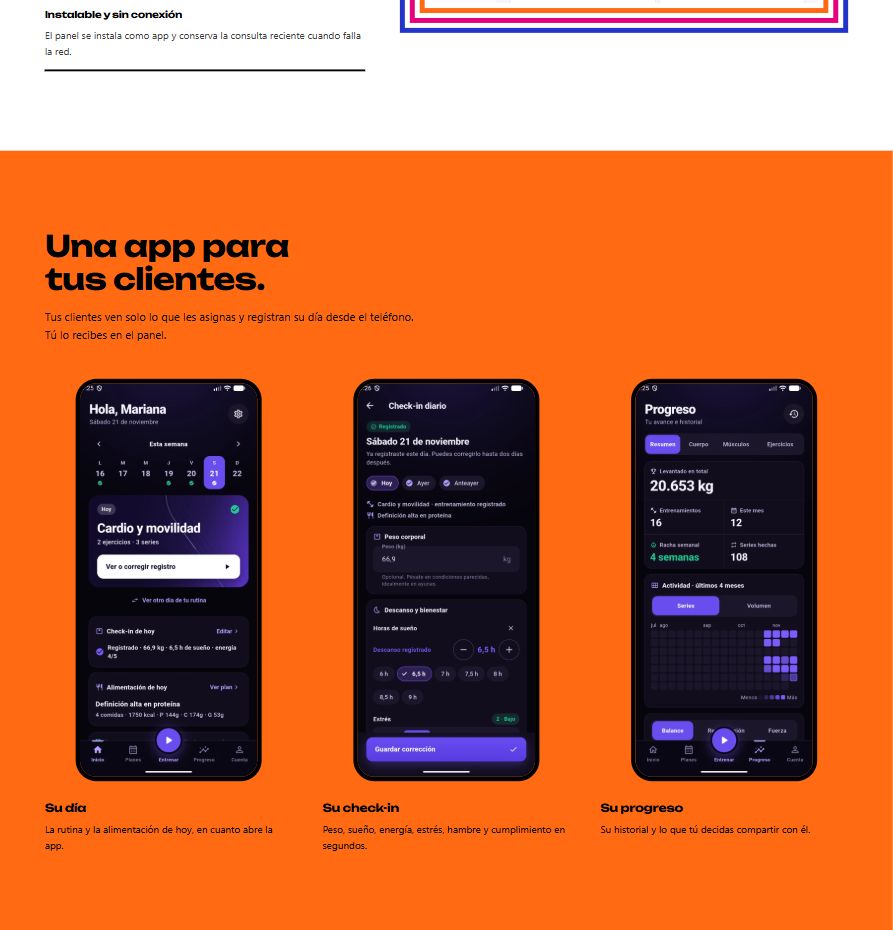 Instalable y sin conexión
El panel se instala como app y conserva la consulta reciente cuando falla
la red.
Una app para
tus clientes.
Tus clientes ven solo lo que les asignas y registran su día desde el teléfono.
Tú lo recibes en el panel.
:25
Hola, Mariana
Sábado 21 de noviembre
Esta semana
L M M J V S D
16 17 18 19 20 21 22
Hoy
Cardio y movilidad
2 ejercicios · 3 series
Ver o corregir registro
Ver otro día de tu rutina
Check-in de hoy
Editar
Registrado · 66,9 kg · 6,5 h de sueño · energía
4/5
Alimentación de hoy
Ver plan
Definición alta en proteína
4 comidas · 1750 kcal · P 144g · C 174g · G 53g
Inicio
Planes
Entrenar
Progreso
Cuenta
:26
Check-in diario
Registrado
Sábado 21 de noviembre
Ya registraste este día. Puedes corregirlo hasta dos días
después.
Hoy
Ayer
Anteayer
Cardio y movilidad · entrenamiento registrado
Definición alta en proteína
Peso corporal
Peso (kg)
66,9
kg
Opcional. Pésate en condiciones parecidas,
idealmente en ayunas.
Descanso y bienestar
Horas de sueño
Descanso registrado
6,5 h
6 h
6,5 h
7 h
7,5 h
8 h
8,5 h
9 h
Estrés
2 · Bajo
Guardar corrección
:25
Progreso
Tu avance e historial
Resumen
Cuerpo
Músculos
Ejercicios
Levantado en total
20.653 kg
Entrenamientos
16
Este mes
12
Racha semanal
4 semanas
Series hechas
108
Actividad · últimos 4 meses
Series
Volumen
jul ago sep oct nov
Menos
Más
Balance
Fuerza
Inicio
Planes
Entrenar
Progreso
Cuenta
Su día
La rutina y la alimentación de hoy, en cuanto abre la
app.
Su check-in
Peso, sueño, energía, estrés, hambre y cumplimiento en
segundos.
Su progreso
Su historial y lo que tú decidas compartir con él.